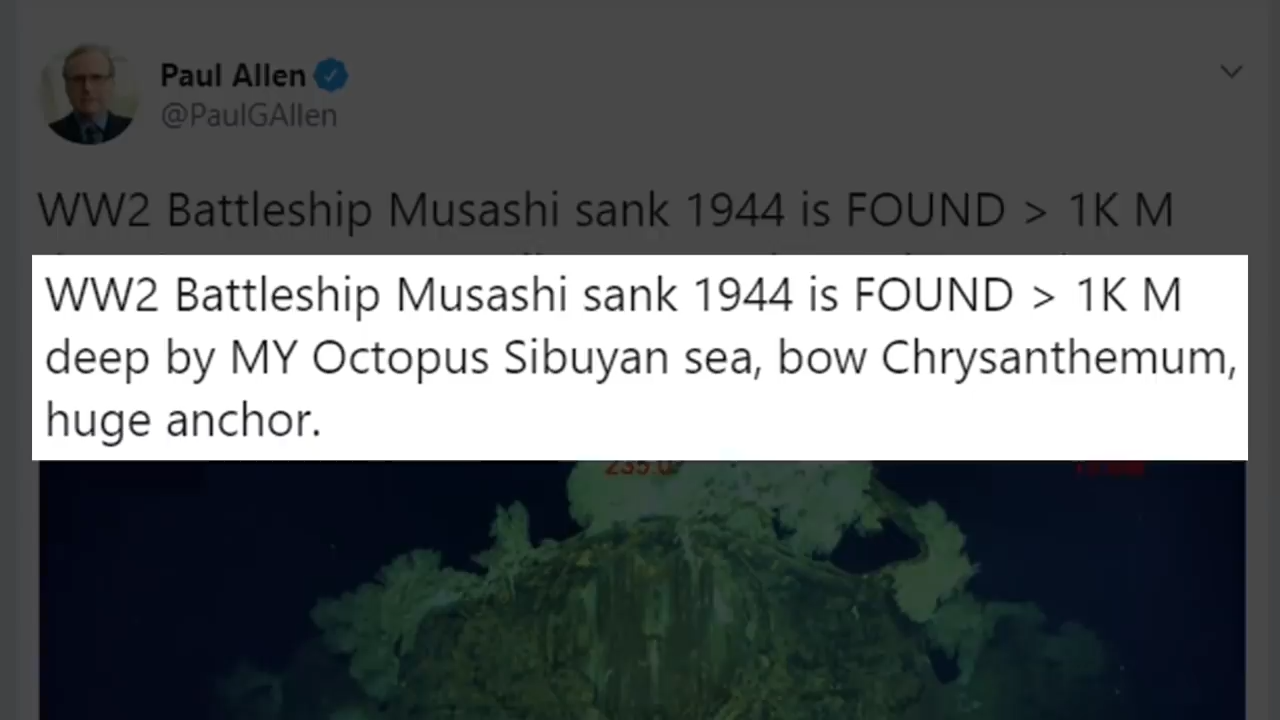 Paul Allen
@PaulGAllen
WW2 Battleship Musashi sank 1944 is FOUND > 1K M
WW2 Battleship Musashi sank 1944 is FOUND > 1K M
deep by MY Octopus Sibuyan sea, bow Chrysanthemum,
huge anchor.